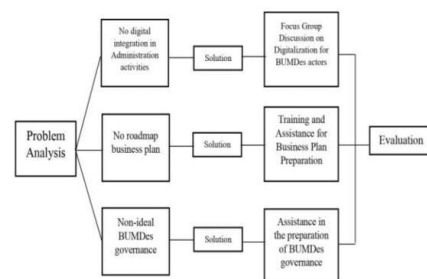 No digital
integration in
Administration
activities
Solution
Focus Group
Discussion on
Digitalization for
BUMDes actors
Problem
Analysis
No roadmap
business plan
Solution
Training and
Assistance for
Business Plan
Preparation
Evaluation
Non-ideal
BUMDes
governance
Solution
Assistance in
the preparation
of BUMDes
governance